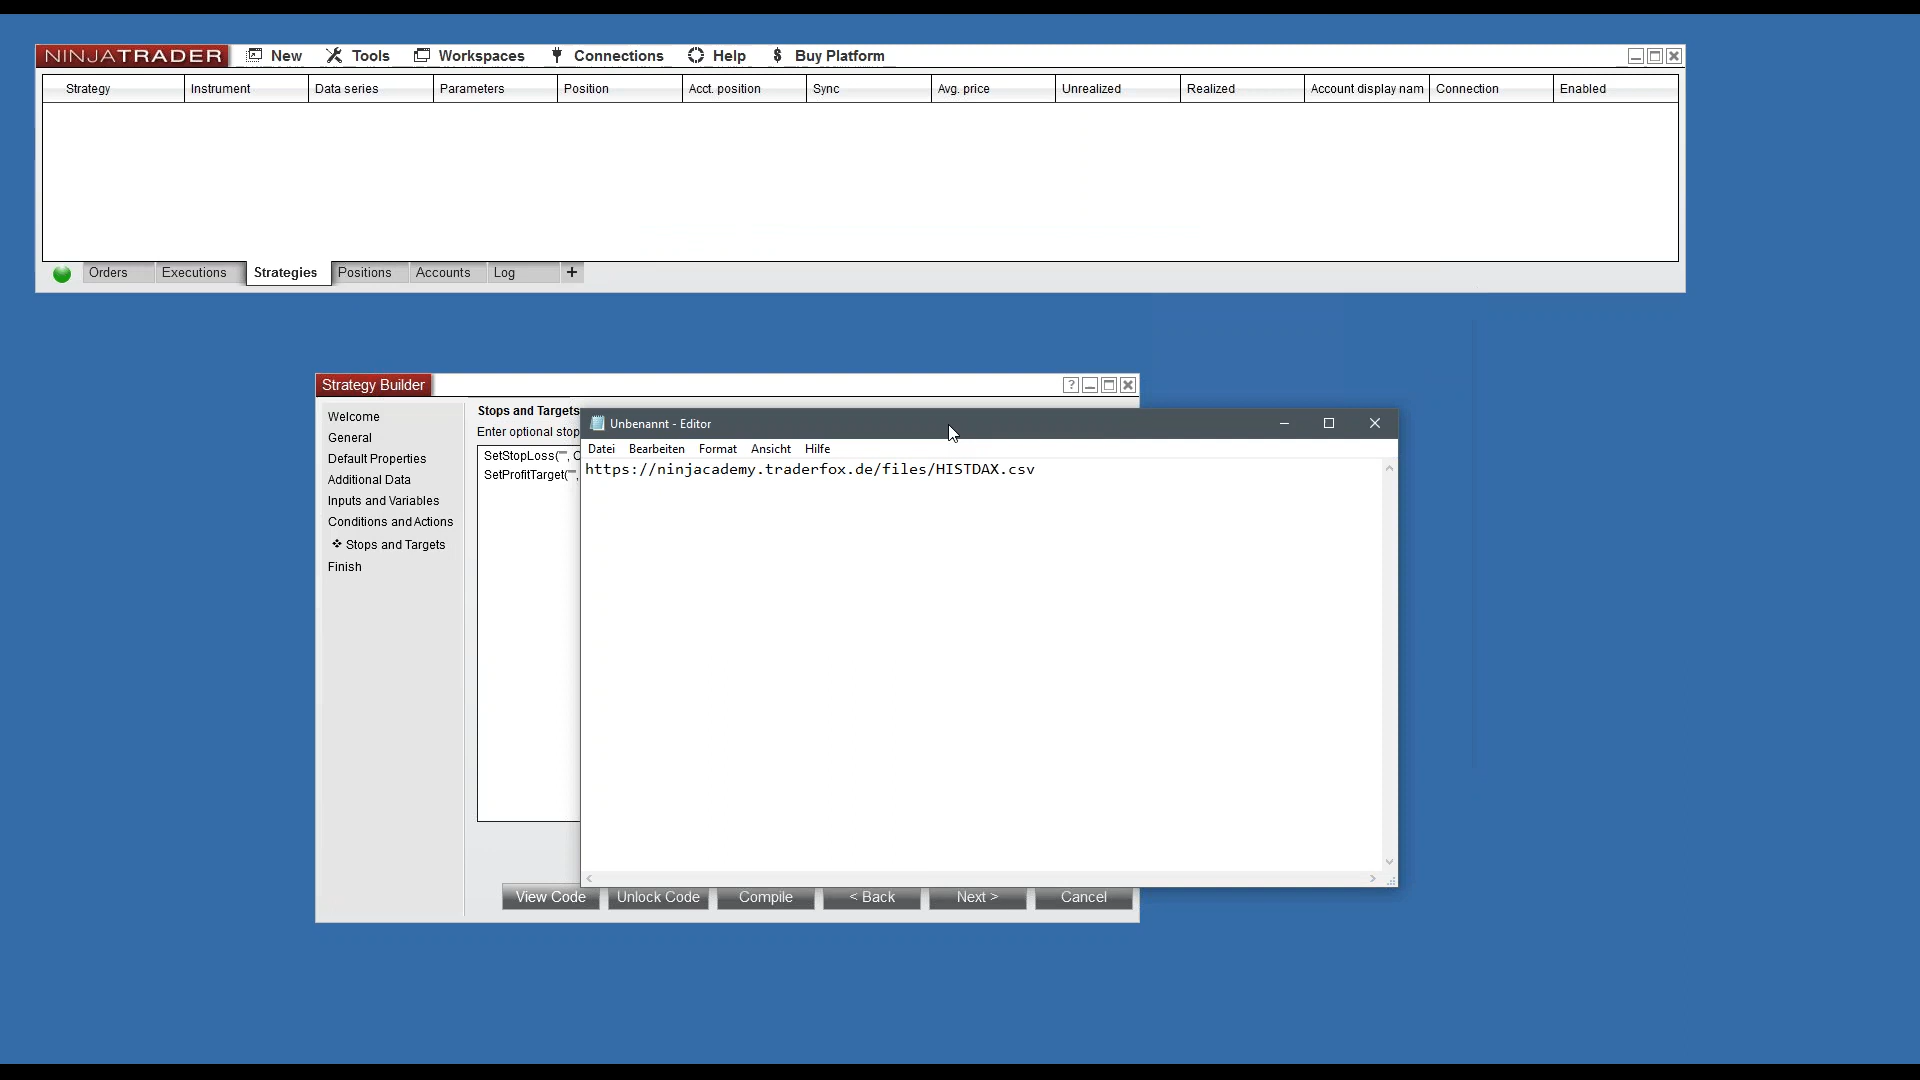 NINJATRADER New Tools Workspaces Connections Help $ Buy Platform
Strategy Instrument Data series Parameters Position Acct. position Sync Avg. price Unrealized Realized Account display nam Connection Enabled
Orders Executions Strategies Positions Accounts Log +
Strategy Builder ?
Welcome
General
Default Properties
Additional Data
Inputs and Variables
Conditions and Actions
Stops and Targets
Finish
Stops and Targets
Enter optional stop
SetStopLoss("", C
SetProfitTarget("",
Unbenannt - Editor
Datei Bearbeiten Format Ansicht Hilfe
https://ninjacademy.traderfox.de/files/HISTDAX.csv
View Code Unlock Code Compile < Back Next > Cancel